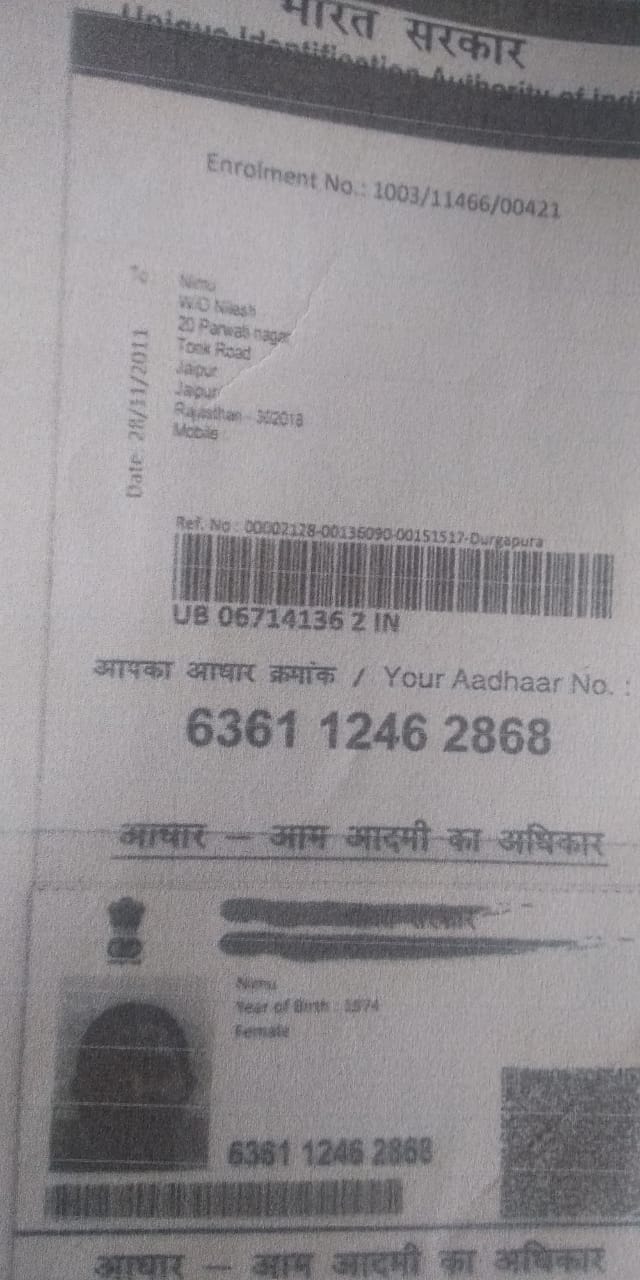 भारत सरकार
Unique Identification Authority of Indi
Enrolment No.: 1003/11466/00421
To
Nimu
W/O Nilesh
20 Parwati nagar
Tonk Road
Jaipur
Jaipur
Rajasthan - 302018
Mobile
Date: 28/11/2011
Ref. No : 00002128-00136090-00151517-Durgapura
UB 06714136 2 IN
आपका आधार क्रमांक / Your Aadhaar No. :
6361 1246 2868
आधार — आम आदमी का अधिकार
Nimu
Year of Birth : 1974
Female
6361 1246 2868
आधार — आम आदमी का अधिकार